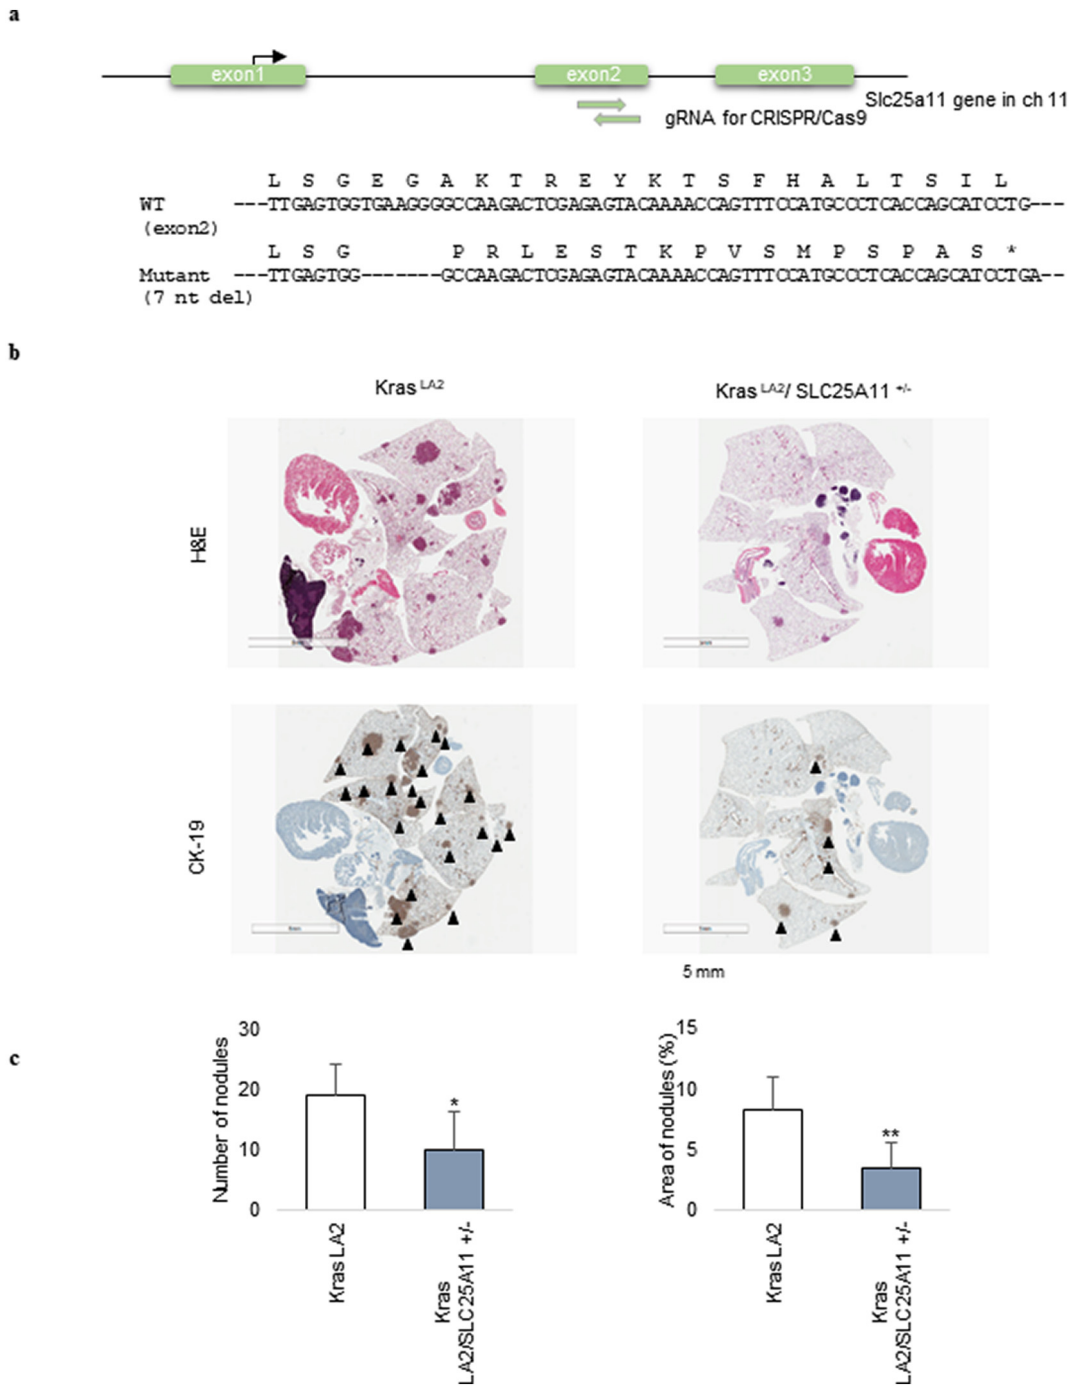 a
exon1 exon2 exon3
Slc25a11 gene in ch 11
gRNA for CRISPR/Cas9
L S G E G A K T R E Y K T S F H A L T S I L
WT ---TTGAGTGGTGAAGGGGCCAAGACTCGAGAGTACAAAACCAGTTTCCATGCCCTCACCAGCATCCTG---
(exon2)
L S G P R L E S T K P V S M P S P A S *
Mutant ---TTGAGTGG-------GCCAAGACTCGAGAGTACAAAACCAGTTTCCATGCCCTCACCAGCATCCTGA--
(7 nt del)
b
Kras LA2 Kras LA2/ SLC25A11 +/-
H&E
CK-19
5 mm
c
Number of nodules
30
20
10
0
*
Kras LA2
Kras
LA2/SLC25A11 +/-
Area of nodules (%)
15
10
5
0
**
Kras LA2
Kras
LA2/SLC25A11 +/-